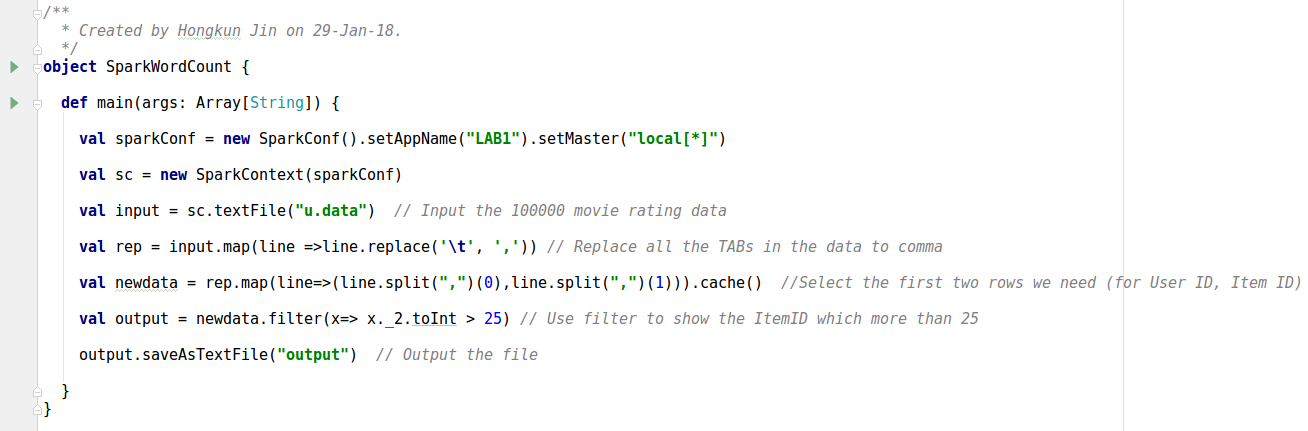 /**
* Created by Hongkun Jin on 29-Jan-18.
*/
object SparkWordCount {
def main(args: Array[String]) {
val sparkConf = new SparkConf().setAppName("LAB1").setMaster("local[*]")
val sc = new SparkContext(sparkConf)
val input = sc.textFile("u.data")  // Input the 100000 movie rating data
val rep = input.map(line =>line.replace('\t', ',')) // Replace all the TABs in the data to comma
val newdata = rep.map(line=>(line.split(",")(0),line.split(",")(1))).cache()  //Select the first two rows we need (for User ID, Item ID)
val output = newdata.filter(x=> x._2.toInt > 25) // Use filter to show the ItemID which more than 25
output.saveAsTextFile("output")  // Output the file
}
}